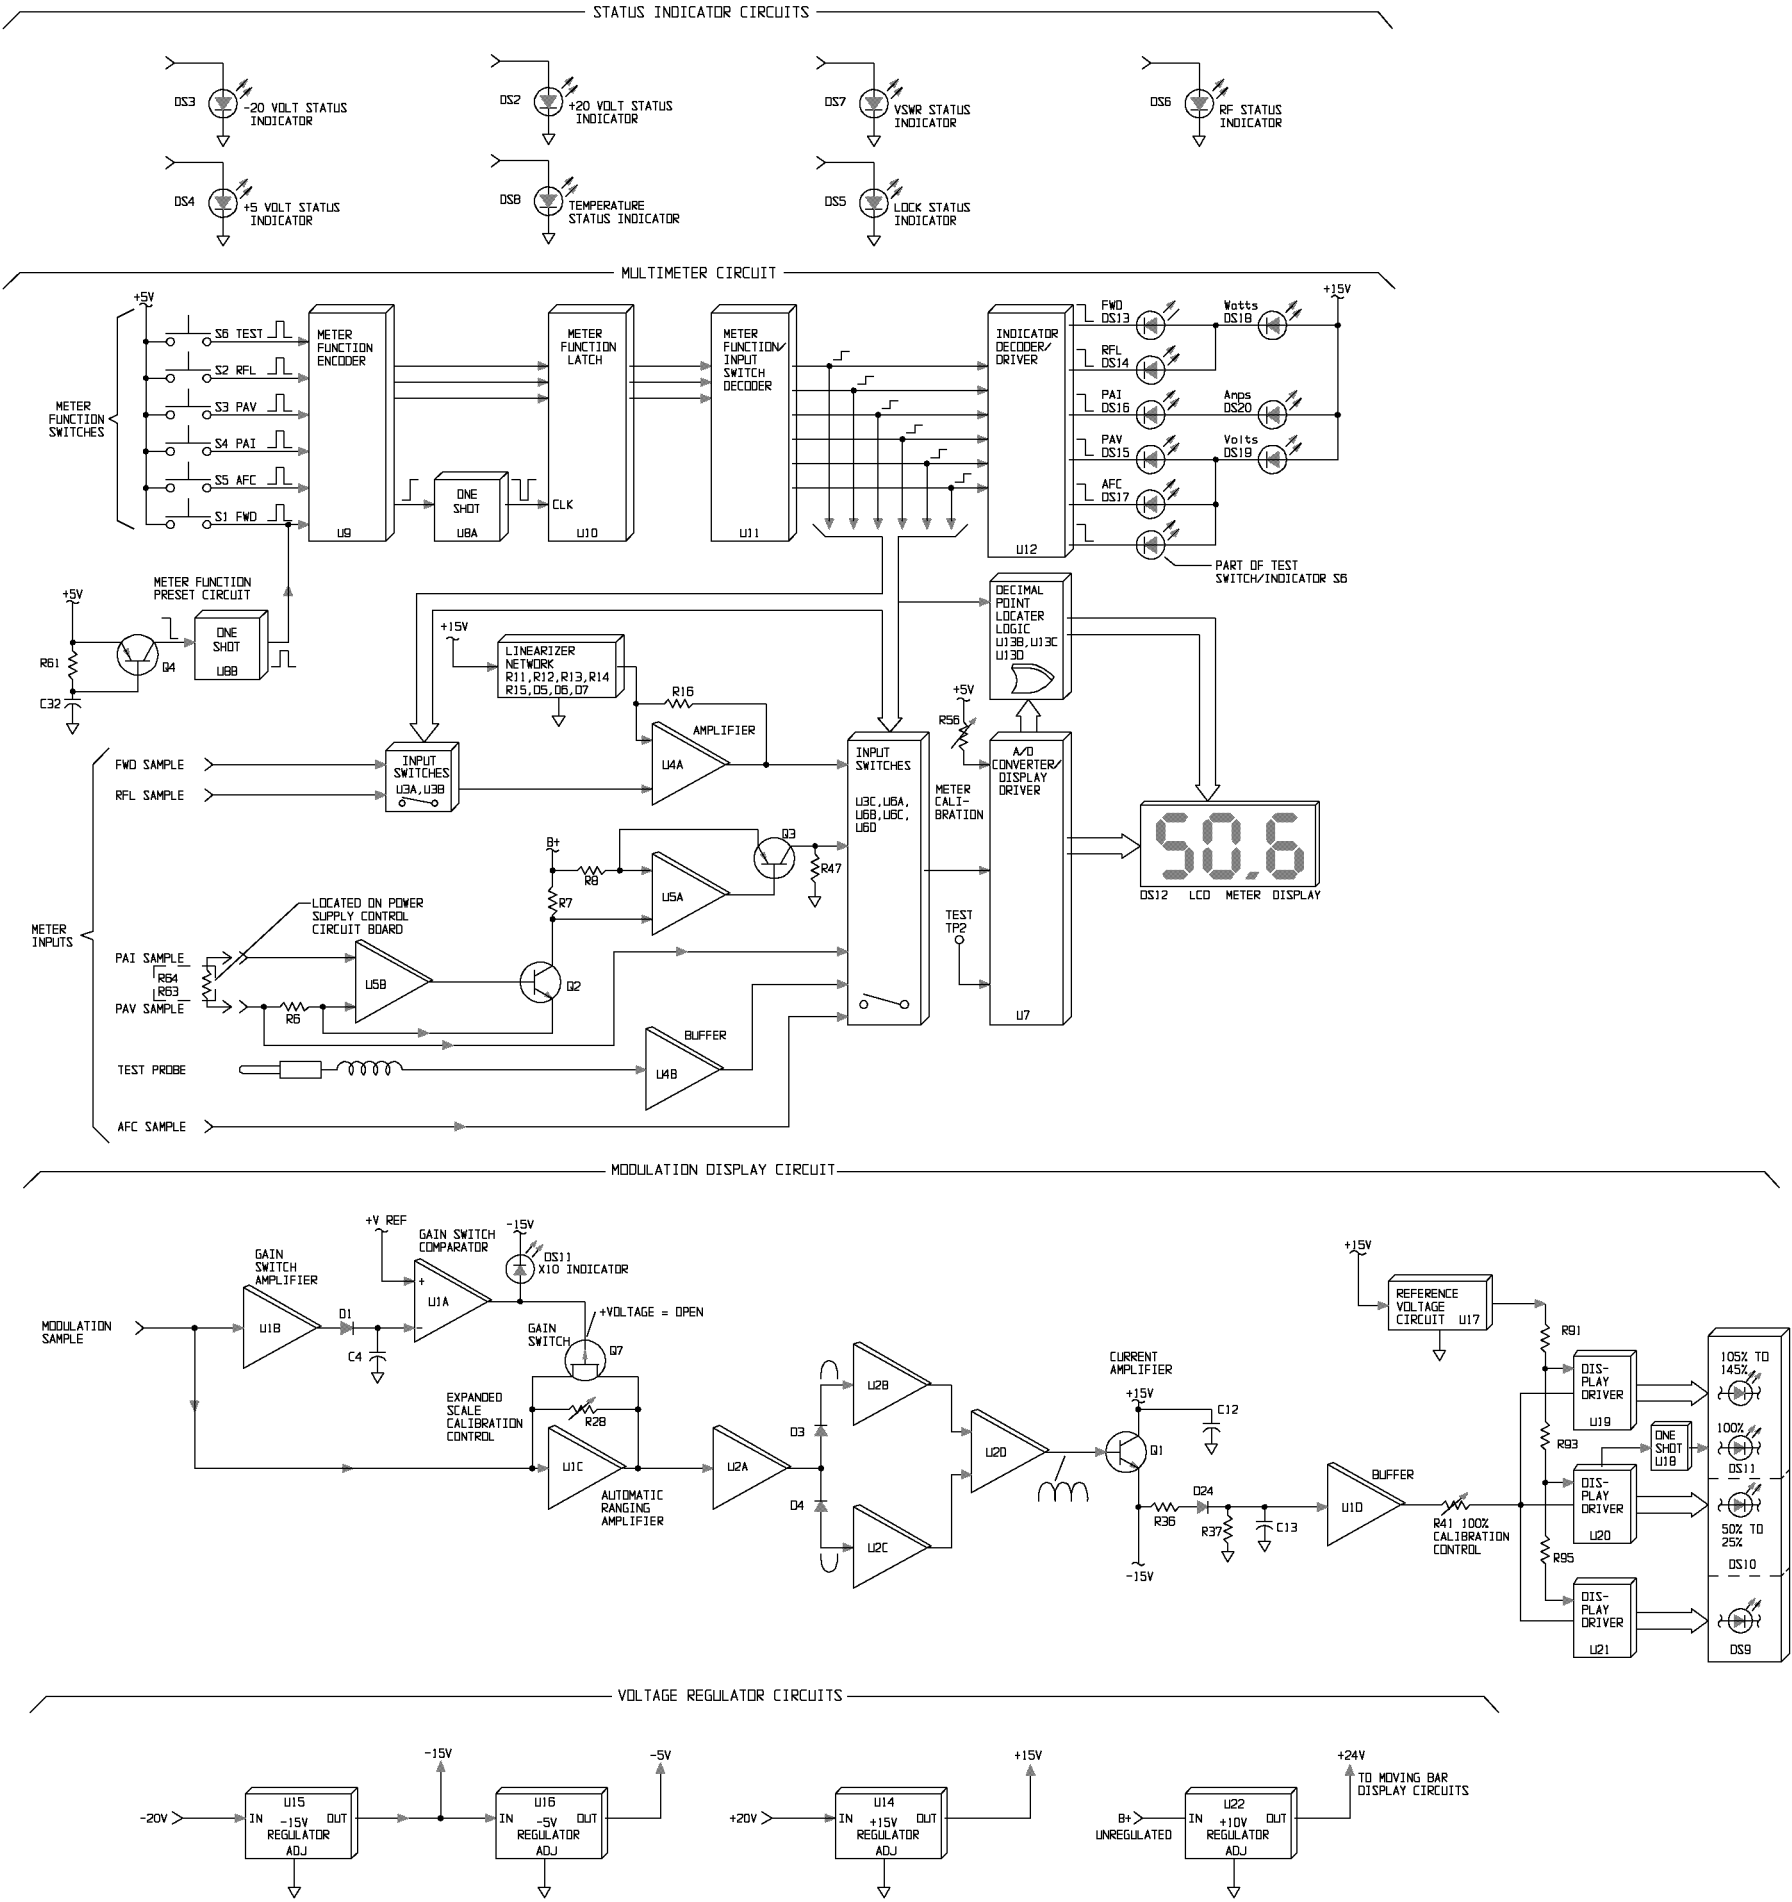 STATUS INDICATOR CIRCUITS
DS3
-20 VOLT STATUS
INDICATOR
DS2
+20 VOLT STATUS
INDICATOR
DS7
VSWR STATUS
INDICATOR
DS6
RF STATUS
INDICATOR
DS4
+5 VOLT STATUS
INDICATOR
DS8
TEMPERATURE
STATUS INDICATOR
DS5
LOCK STATUS
INDICATOR
MULTIMETER CIRCUIT
+5V
S6 TEST
S2 RFL
S3 PAV
S4 PAI
S5 AFC
S1 FWD
METER
FUNCTION
SWITCHES
METER
FUNCTION
ENCODER
U9
ONE
SHOT
U8A
METER
FUNCTION
LATCH
CLK
U10
METER
FUNCTION/
INPUT
SWITCH
DECODER
U11
INDICATOR
DECODER/
DRIVER
U12
FWD
DS13
RFL
DS14
PAI
DS16
PAV
DS15
AFC
DS17
Watts
DS18
Amps
DS20
Volts
DS19
+15V
PART OF TEST
SWITCH/INDICATOR S6
METER FUNCTION
PRESET CIRCUIT
+5V
R61
C32
Q4
ONE
SHOT
U8B
+15V
LINEARIZER
NETWORK
R11,R12,R13,R14
R15,D5,D6,D7
R16
AMPLIFIER
U4A
DECIMAL
POINT
LOCATER
LOGIC
U13B,U13C
U13D
+5V
R56
METER
CALI-
BRATION
METER
INPUTS
FWD SAMPLE
RFL SAMPLE
INPUT
SWITCHES
U3A,U3B
INPUT
SWITCHES
U3C,U6A,
U6B,U6C,
U6D
A/D
CONVERTER/
DISPLAY
DRIVER
U7
50.6
DS12 LCD METER DISPLAY
B+
R8
R7
U5A
Q3
R47
TEST
TP2
LOCATED ON POWER
SUPPLY CONTROL
CIRCUIT BOARD
PAI SAMPLE
R64
R63
PAV SAMPLE
R6
U5B
Q2
BUFFER
U4B
TEST PROBE
AFC SAMPLE
MODULATION DISPLAY CIRCUIT
MODULATION
SAMPLE
GAIN
SWITCH
AMPLIFIER
U1B
D1
C4
+V REF
GAIN SWITCH
COMPARATOR
+
-
U1A
-15V
DS11
X10 INDICATOR
+VOLTAGE = OPEN
GAIN
SWITCH
Q7
EXPANDED
SCALE
CALIBRATION
CONTROL
R28
U1C
AUTOMATIC
RANGING
AMPLIFIER
U2A
D3
D4
U2B
U2C
U2D
CURRENT
AMPLIFIER
+15V
C12
Q1
-15V
R36
D24
R37
C13
BUFFER
U1D
R41 100%
CALIBRATION
CONTROL
+15V
REFERENCE
VOLTAGE
CIRCUIT U17
R91
R93
R95
DIS-
PLAY
DRIVER
U19
ONE
SHOT
U18
DIS-
PLAY
DRIVER
U20
DIS-
PLAY
DRIVER
U21
105% TO
145%
100%
DS11
50% TO
25%
DS10
DS9
VOLTAGE REGULATOR CIRCUITS
-20V
U15
IN OUT
-15V
REGULATOR
ADJ
-15V
U16
IN OUT
-5V
REGULATOR
ADJ
-5V
+20V
U14
IN OUT
+15V
REGULATOR
ADJ
+15V
B+
UNREGULATED
U22
IN OUT
+10V
REGULATOR
ADJ
+24V
TO MOVING BAR
DISPLAY CIRCUITS